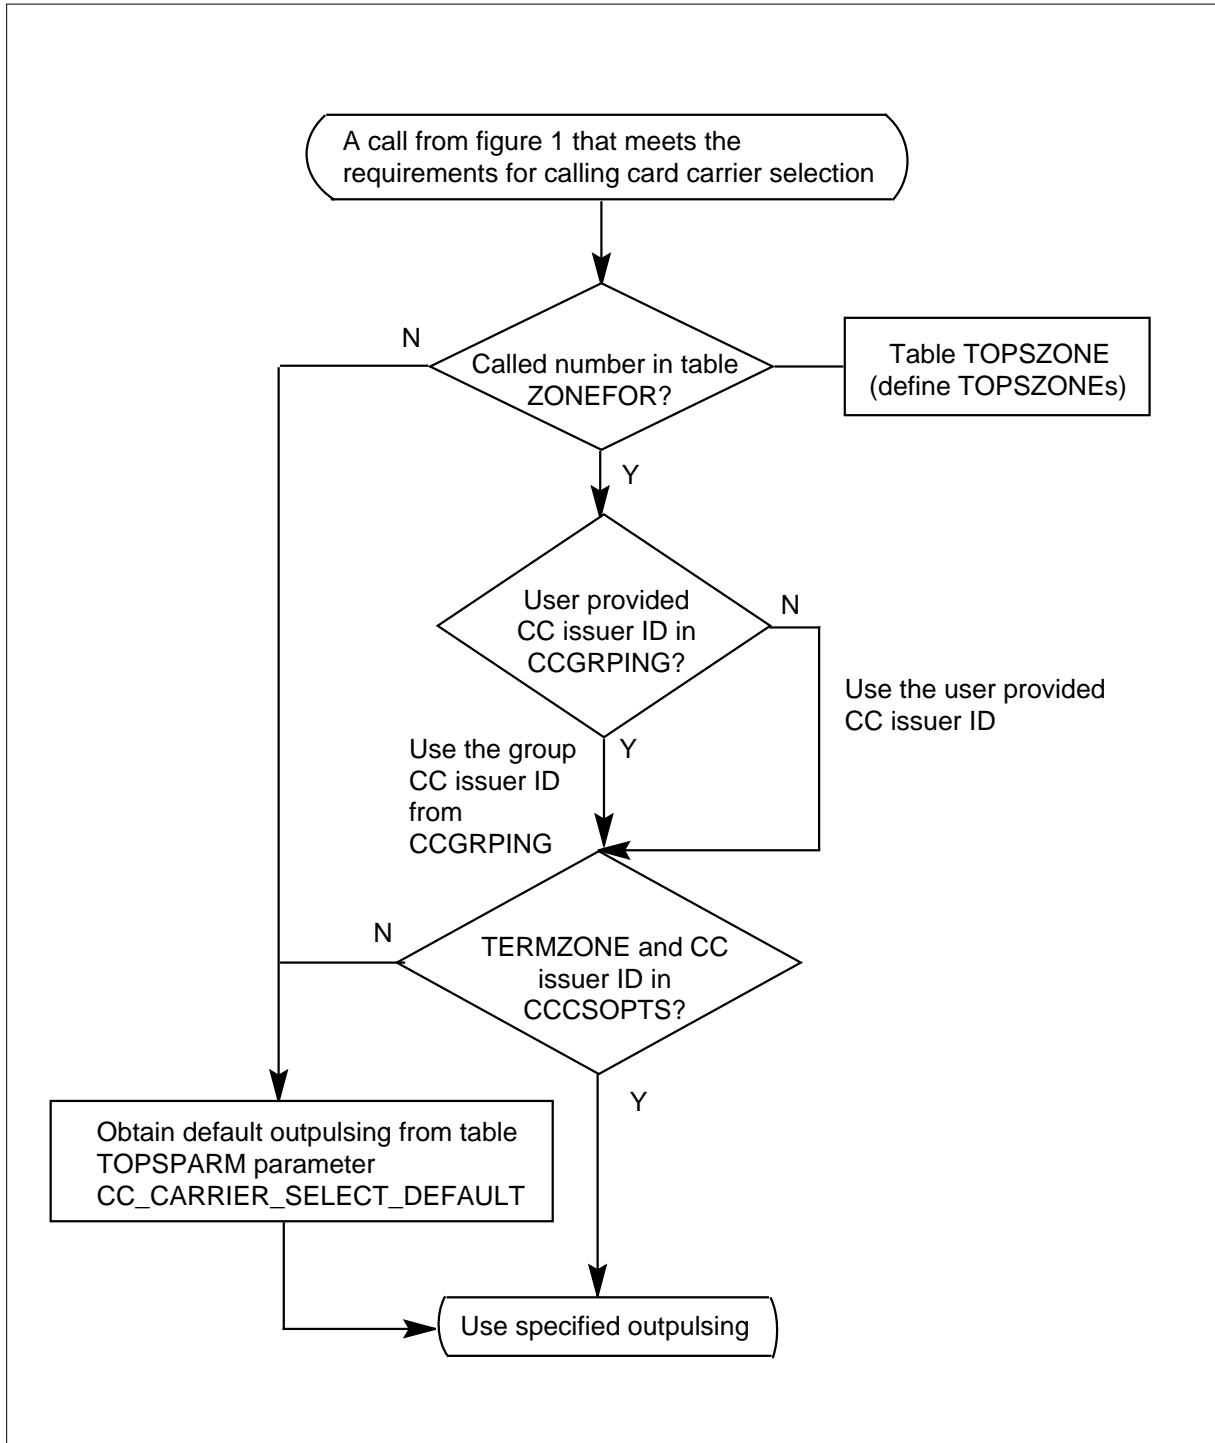 A call from figure 1 that meets the
requirements for calling card carrier selection
N
Called number in table
ZONEFOR?
Table TOPSZONE
(define TOPSZONEs)
Y
User provided
CC issuer ID in
CCGRPING?
N
Use the user provided
CC issuer ID
Use the group
CC issuer ID
from
CCGRPING
Y
N
TERMZONE and CC
issuer ID in
CCCSOPTS?
Y
Obtain default outpulsing from table
TOPSPARM parameter
CC_CARRIER_SELECT_DEFAULT
Use specified outpulsing